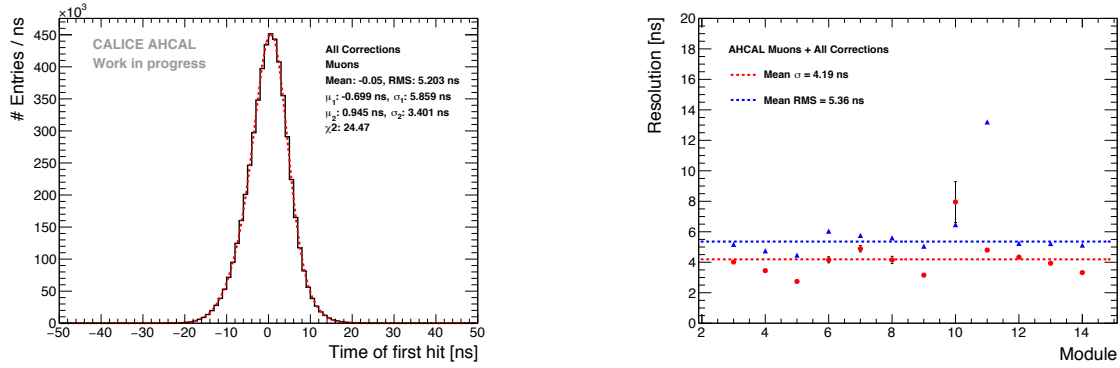 ×10³
450
400
350
300
250
200
150
100
50
0
# Entries / ns
CALICE AHCAL
Work in progress
All Corrections
Muons
Mean: -0.05, RMS: 5.203 ns
μ₁: -0.699 ns, σ₁: 5.859 ns
μ₂: 0.945 ns, σ₂: 3.401 ns
χ2: 24.47
−50 −40 −30 −20 −10 0 10 20 30 40 50
Time of first hit [ns]
20
18
16
14
12
10
8
6
4
2
0
Resolution [ns]
AHCAL Muons + All Corrections
Mean σ = 4.19 ns
Mean RMS = 5.36 ns
2 4 6 8 10 12 14
Module